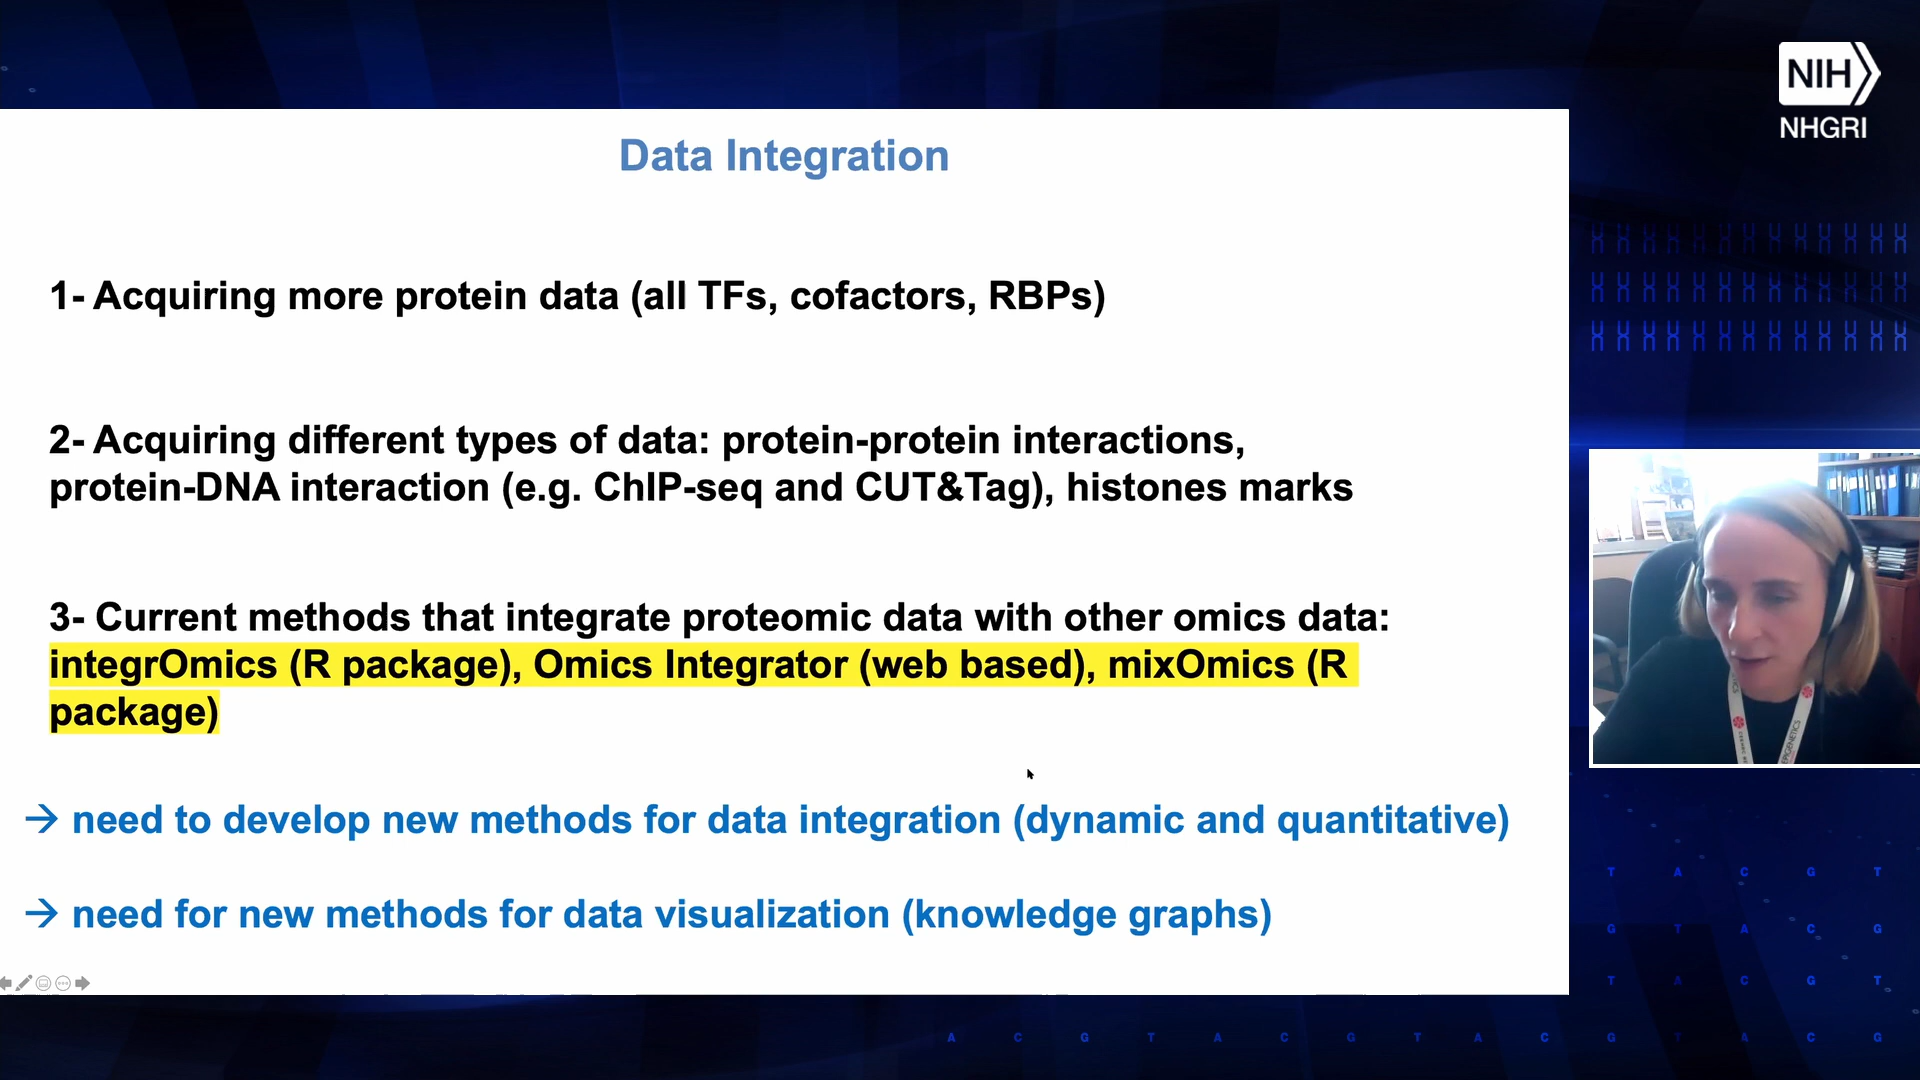 NIH
NHGRI
Data Integration
1- Acquiring more protein data (all TFs, cofactors, RBPs)
2- Acquiring different types of data: protein-protein interactions,
protein-DNA interaction (e.g. ChIP-seq and CUT&Tag), histones marks
3- Current methods that integrate proteomic data with other omics data:
integrOmics (R package), Omics Integrator (web based), mixOmics (R
package)
→ need to develop new methods for data integration (dynamic and quantitative)
→ need for new methods for data visualization (knowledge graphs)
EPIGENETICS
T A C G T
G T A C G
T A C G T
A C G T A C G T A C G T A C G